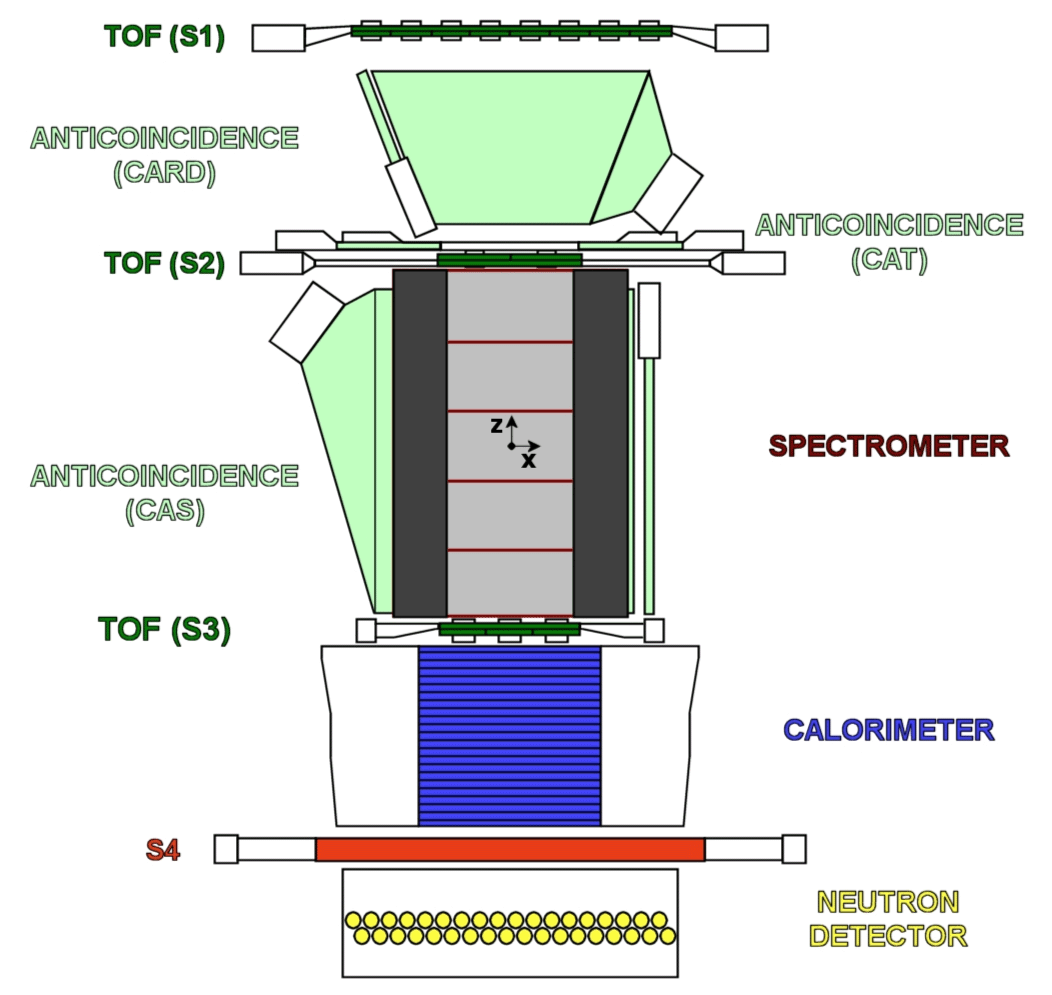 TOF (S1)
ANTICOINCIDENCE
(CARD)
ANTICOINCIDENCE
(CAT)
TOF (S2)
Z
X
SPECTROMETER
ANTICOINCIDENCE
(CAS)
TOF (S3)
CALORIMETER
S4
NEUTRON
DETECTOR